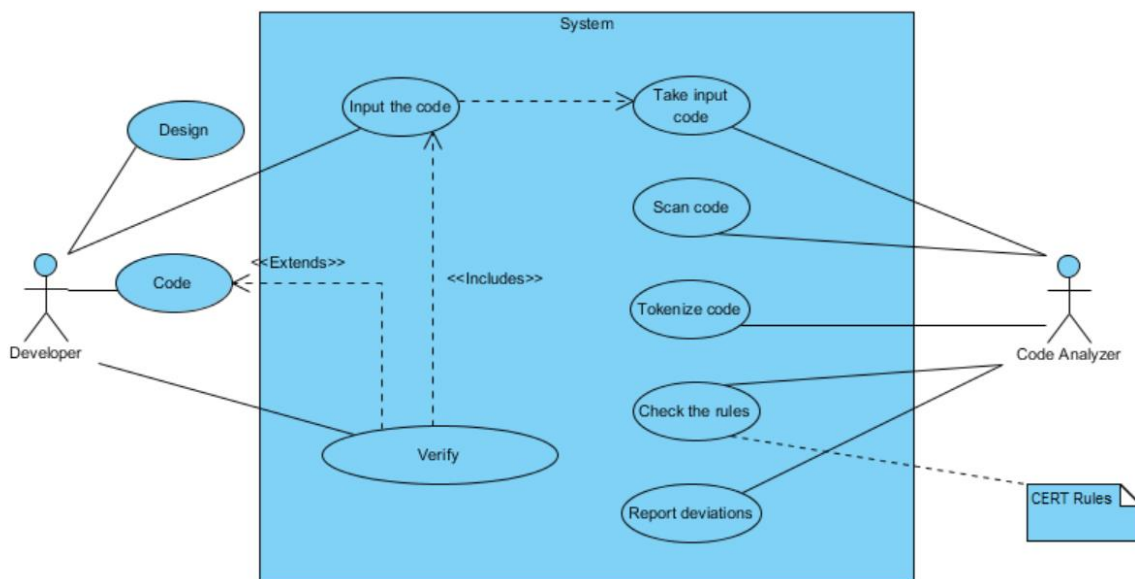 System
Input the code
Take input
code
Design
Scan code
<<Extends>>
<<Includes>>
Code
Tokenize code
Developer
Code Analyzer
Check the rules
Verify
CERT Rules
Report deviations